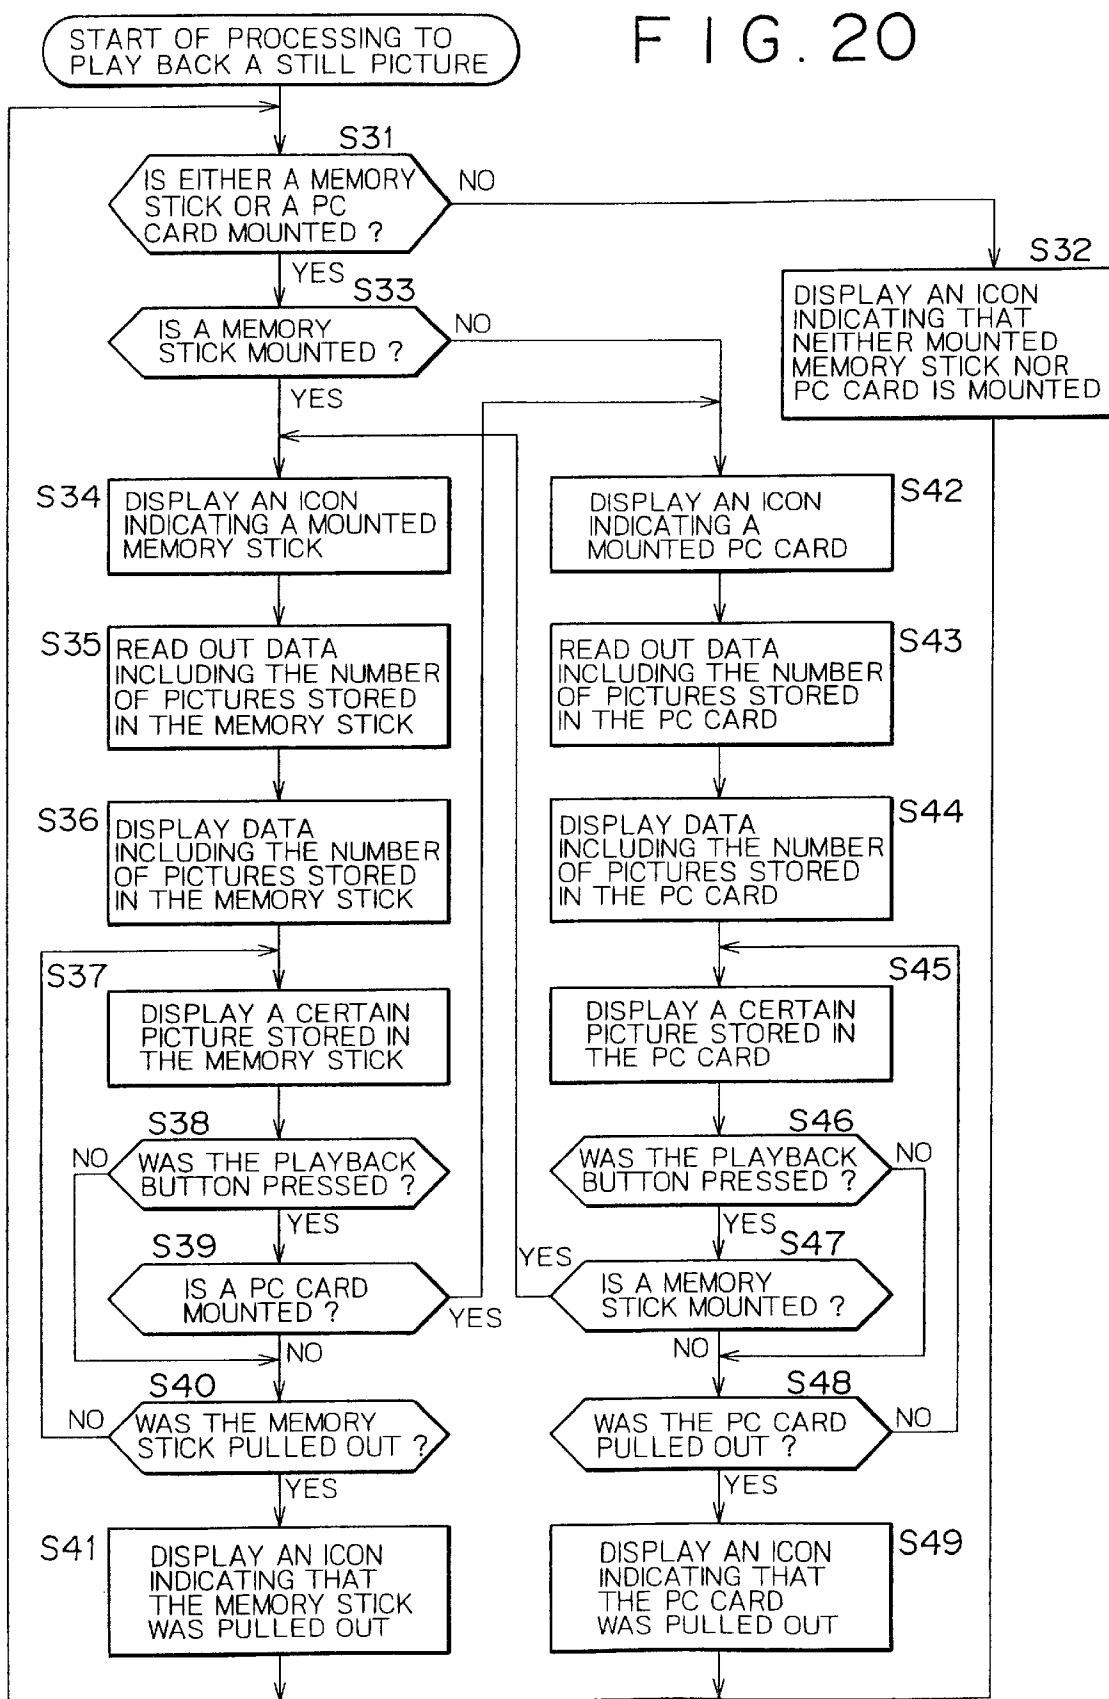 FIG. 20
START OF PROCESSING TO
PLAY BACK A STILL PICTURE
S31
IS EITHER A MEMORY
STICK OR A PC
CARD MOUNTED ?
NO
YES
S32
DISPLAY AN ICON
INDICATING THAT
NEITHER MOUNTED
MEMORY STICK NOR
PC CARD IS MOUNTED
S33
IS A MEMORY
STICK MOUNTED ?
NO
YES
S34
DISPLAY AN ICON
INDICATING A MOUNTED
MEMORY STICK
S35
READ OUT DATA
INCLUDING THE NUMBER
OF PICTURES STORED
IN THE MEMORY STICK
S36
DISPLAY DATA
INCLUDING THE NUMBER
OF PICTURES STORED
IN THE MEMORY STICK
S37
DISPLAY A CERTAIN
PICTURE STORED IN
THE MEMORY STICK
S38
NO
WAS THE PLAYBACK
BUTTON PRESSED ?
YES
S39
IS A PC CARD
MOUNTED ?
YES
NO
S40
NO
WAS THE MEMORY
STICK PULLED OUT ?
YES
S41
DISPLAY AN ICON
INDICATING THAT
THE MEMORY STICK
WAS PULLED OUT
S42
DISPLAY AN ICON
INDICATING A
MOUNTED PC CARD
S43
READ OUT DATA
INCLUDING THE NUMBER
OF PICTURES STORED
IN THE PC CARD
S44
DISPLAY DATA
INCLUDING THE NUMBER
OF PICTURES STORED
IN THE PC CARD
S45
DISPLAY A CERTAIN
PICTURE STORED IN
THE PC CARD
S46
WAS THE PLAYBACK
BUTTON PRESSED ?
NO
YES
S47
YES
IS A MEMORY
STICK MOUNTED ?
NO
S48
WAS THE PC CARD
PULLED OUT ?
NO
YES
S49
DISPLAY AN ICON
INDICATING THAT
THE PC CARD
WAS PULLED OUT